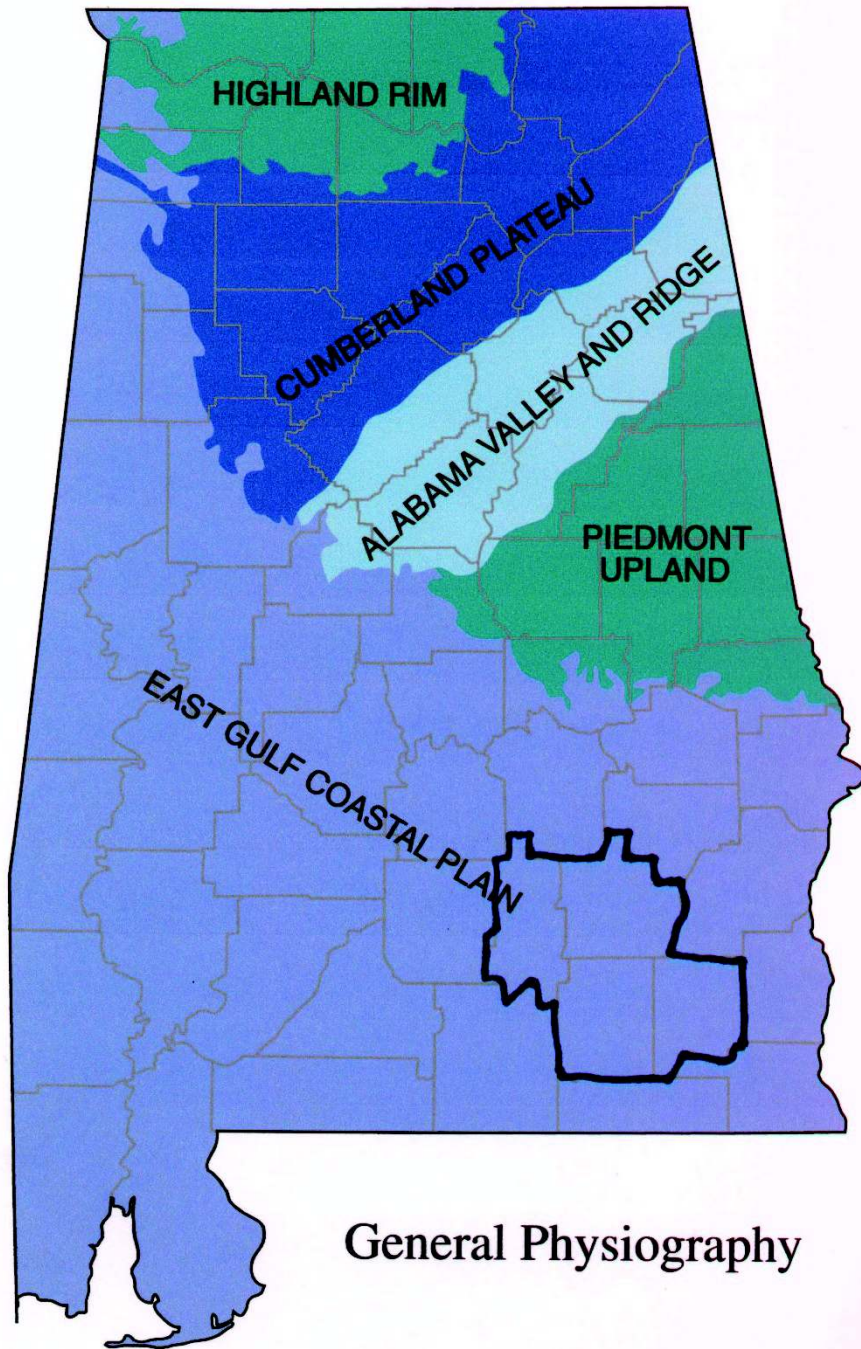 HIGHLAND RIM
CUMBERLAND PLATEAU
ALABAMA VALLEY AND RIDGE
PIEDMONT
UPLAND
EAST GULF COASTAL PLAIN
General Physiography